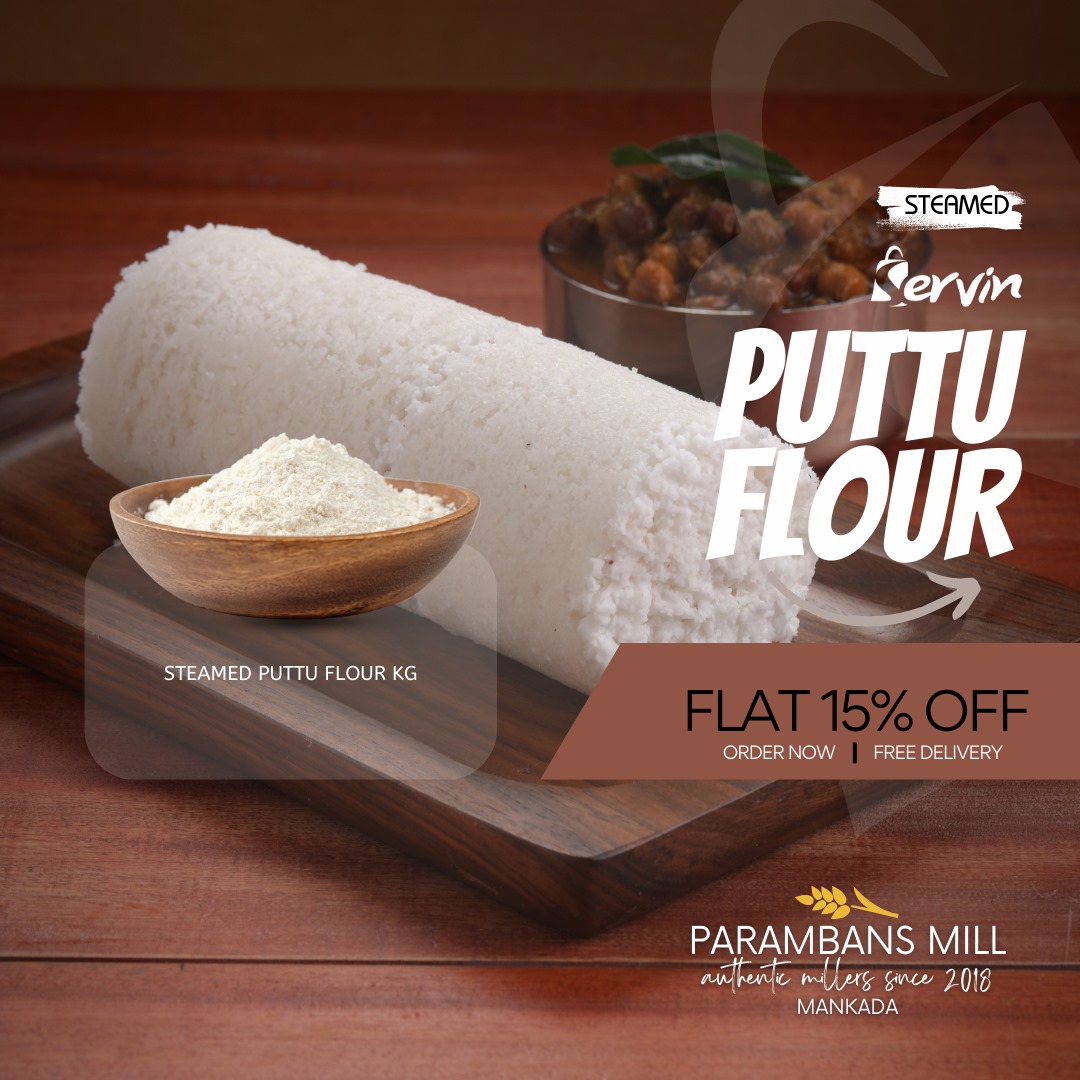 STEAMED
Servin
PUTTU
FLOUR
STEAMED PUTTU FLOUR KG
FLAT 15% OFF
ORDER NOW | FREE DELIVERY
PARAMBANS MILL
authentic millers since 2018
MANKADA